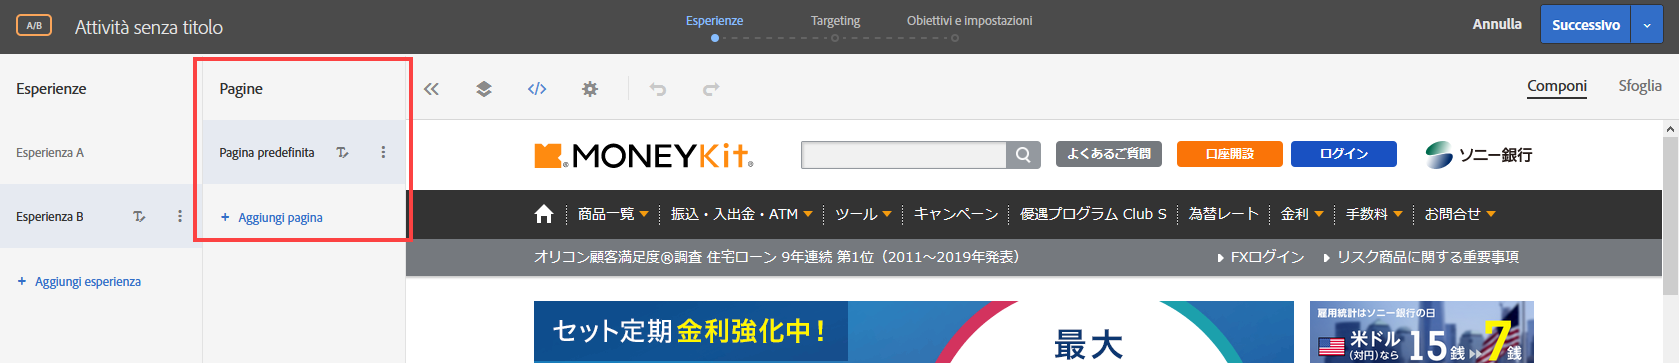 A/B
Attività senza titolo
Esperienze
Targeting
Obiettivi e impostazioni
Annulla
Successivo
Esperienze
Pagine
Componi
Sfoglia
Esperienza A
Pagina predefinita
Esperienza B
Aggiungi pagina
Aggiungi esperienza
MONEYKit
よくあるご質問
口座開設
ログイン
ソニー銀行
商品一覧
振込・入出金・ATM
ツール
キャンペーン
優遇プログラム Club S
為替レート
金利
手数料
お問合せ
オリコン顧客満足度®調査 住宅ローン 9年連続 第1位（2011～2019年発表）
FXログイン
リスク商品に関する重要事項
セット定期 金利強化中！
最大
雇用統計はソニー銀行の日
米ドル
(対円)なら
15銭
7銭